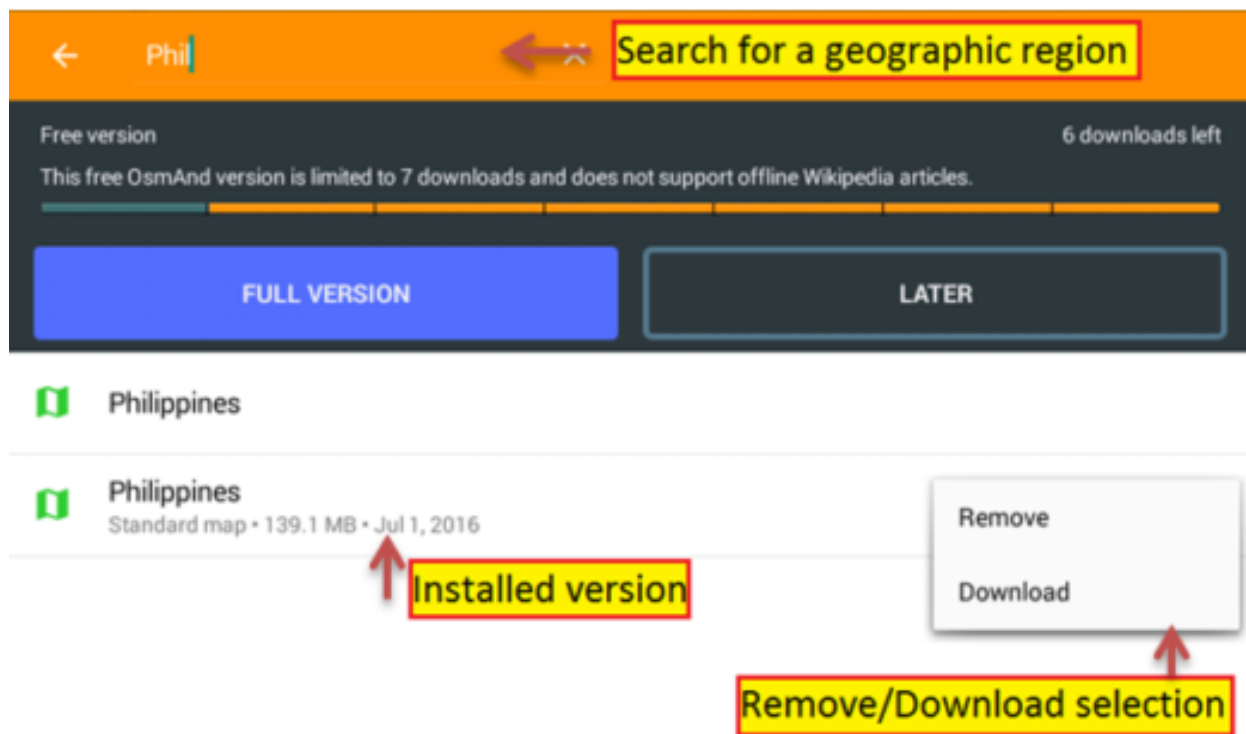 Phil
Search for a geographic region
Free version
6 downloads left
This free OsmAnd version is limited to 7 downloads and does not support offline Wikipedia articles.
FULL VERSION
LATER
Philippines
Philippines
Standard map • 139.1 MB • Jul 1, 2016
Remove
Installed version
Download
Remove/Download selection